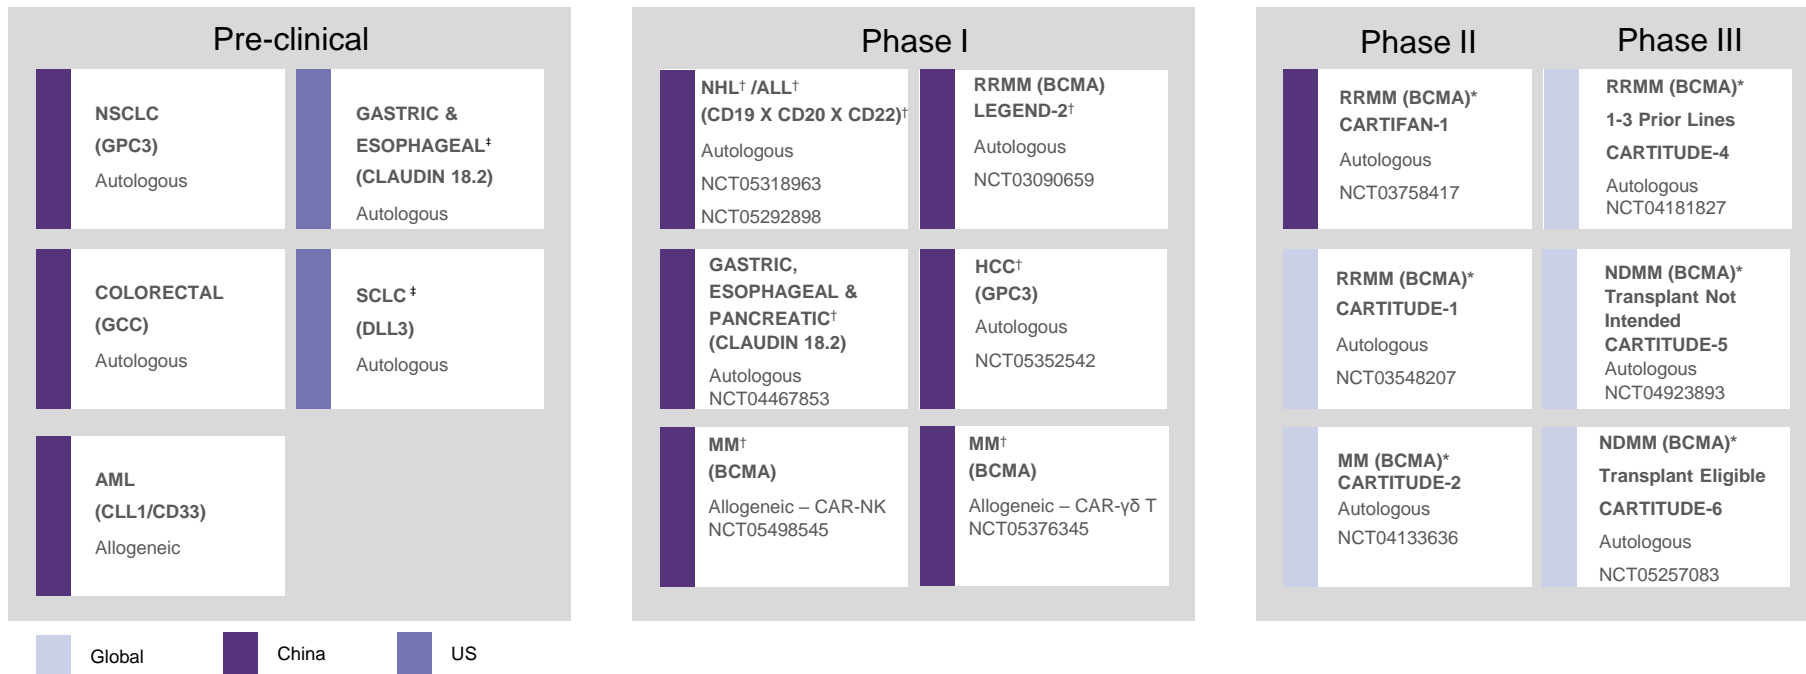 Pre-clinical
NSCLC
(GPC3)
Autologous
GASTRIC &
ESOPHAGEAL‡
(CLAUDIN 18.2)
Autologous
COLORECTAL
(GCC)
Autologous
SCLC ‡
(DLL3)
Autologous
AML
(CLL1/CD33)
Allogeneic
Phase I
NHL† /ALL†
(CD19 X CD20 X CD22)†
Autologous
NCT05318963
NCT05292898
RRMM (BCMA)
LEGEND-2†
Autologous
NCT03090659
GASTRIC,
ESOPHAGEAL &
PANCREATIC†
(CLAUDIN 18.2)
Autologous
NCT04467853
HCC†
(GPC3)
Autologous
NCT05352542
MM†
(BCMA)
Allogeneic – CAR-NK
NCT05498545
MM†
(BCMA)
Allogeneic – CAR-γδ T
NCT05376345
Phase II
Phase III
RRMM (BCMA)*
CARTIFAN-1
Autologous
NCT03758417
RRMM (BCMA)*
1-3 Prior Lines
CARTITUDE-4
Autologous
NCT04181827
RRMM (BCMA)*
CARTITUDE-1
Autologous
NCT03548207
NDMM (BCMA)*
Transplant Not
Intended
CARTITUDE-5
Autologous
NCT04923893
MM (BCMA)*
CARTITUDE-2
Autologous
NCT04133636
NDMM (BCMA)*
Transplant Eligible
CARTITUDE-6
Autologous
NCT05257083
Global
China
US